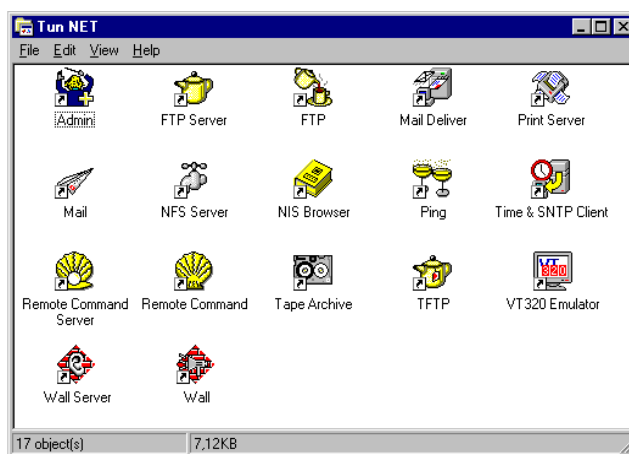 Tun NET
File Edit View Help
Admin FTP Server FTP Mail Deliver Print Server
Mail NFS Server NIS Browser Ping Time & SNTP Client
VT
320
Remote Command Server Remote Command Tape Archive TFTP VT320 Emulator
Wall Server Wall
17 object(s) 7,12KB